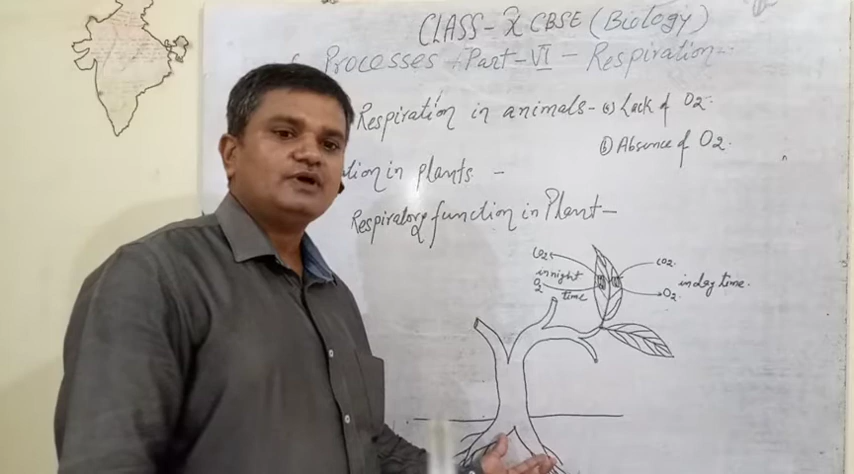 CLASS-X CBSE (Biology)
Processes Part-VI - Respiration
Respiration in animals- (a) Lack of O2.
(b) Absence of O2.
tion in plants -
Respiratory function in Plant-
CO2
CO2
in night
in day time.
O2
time
O2